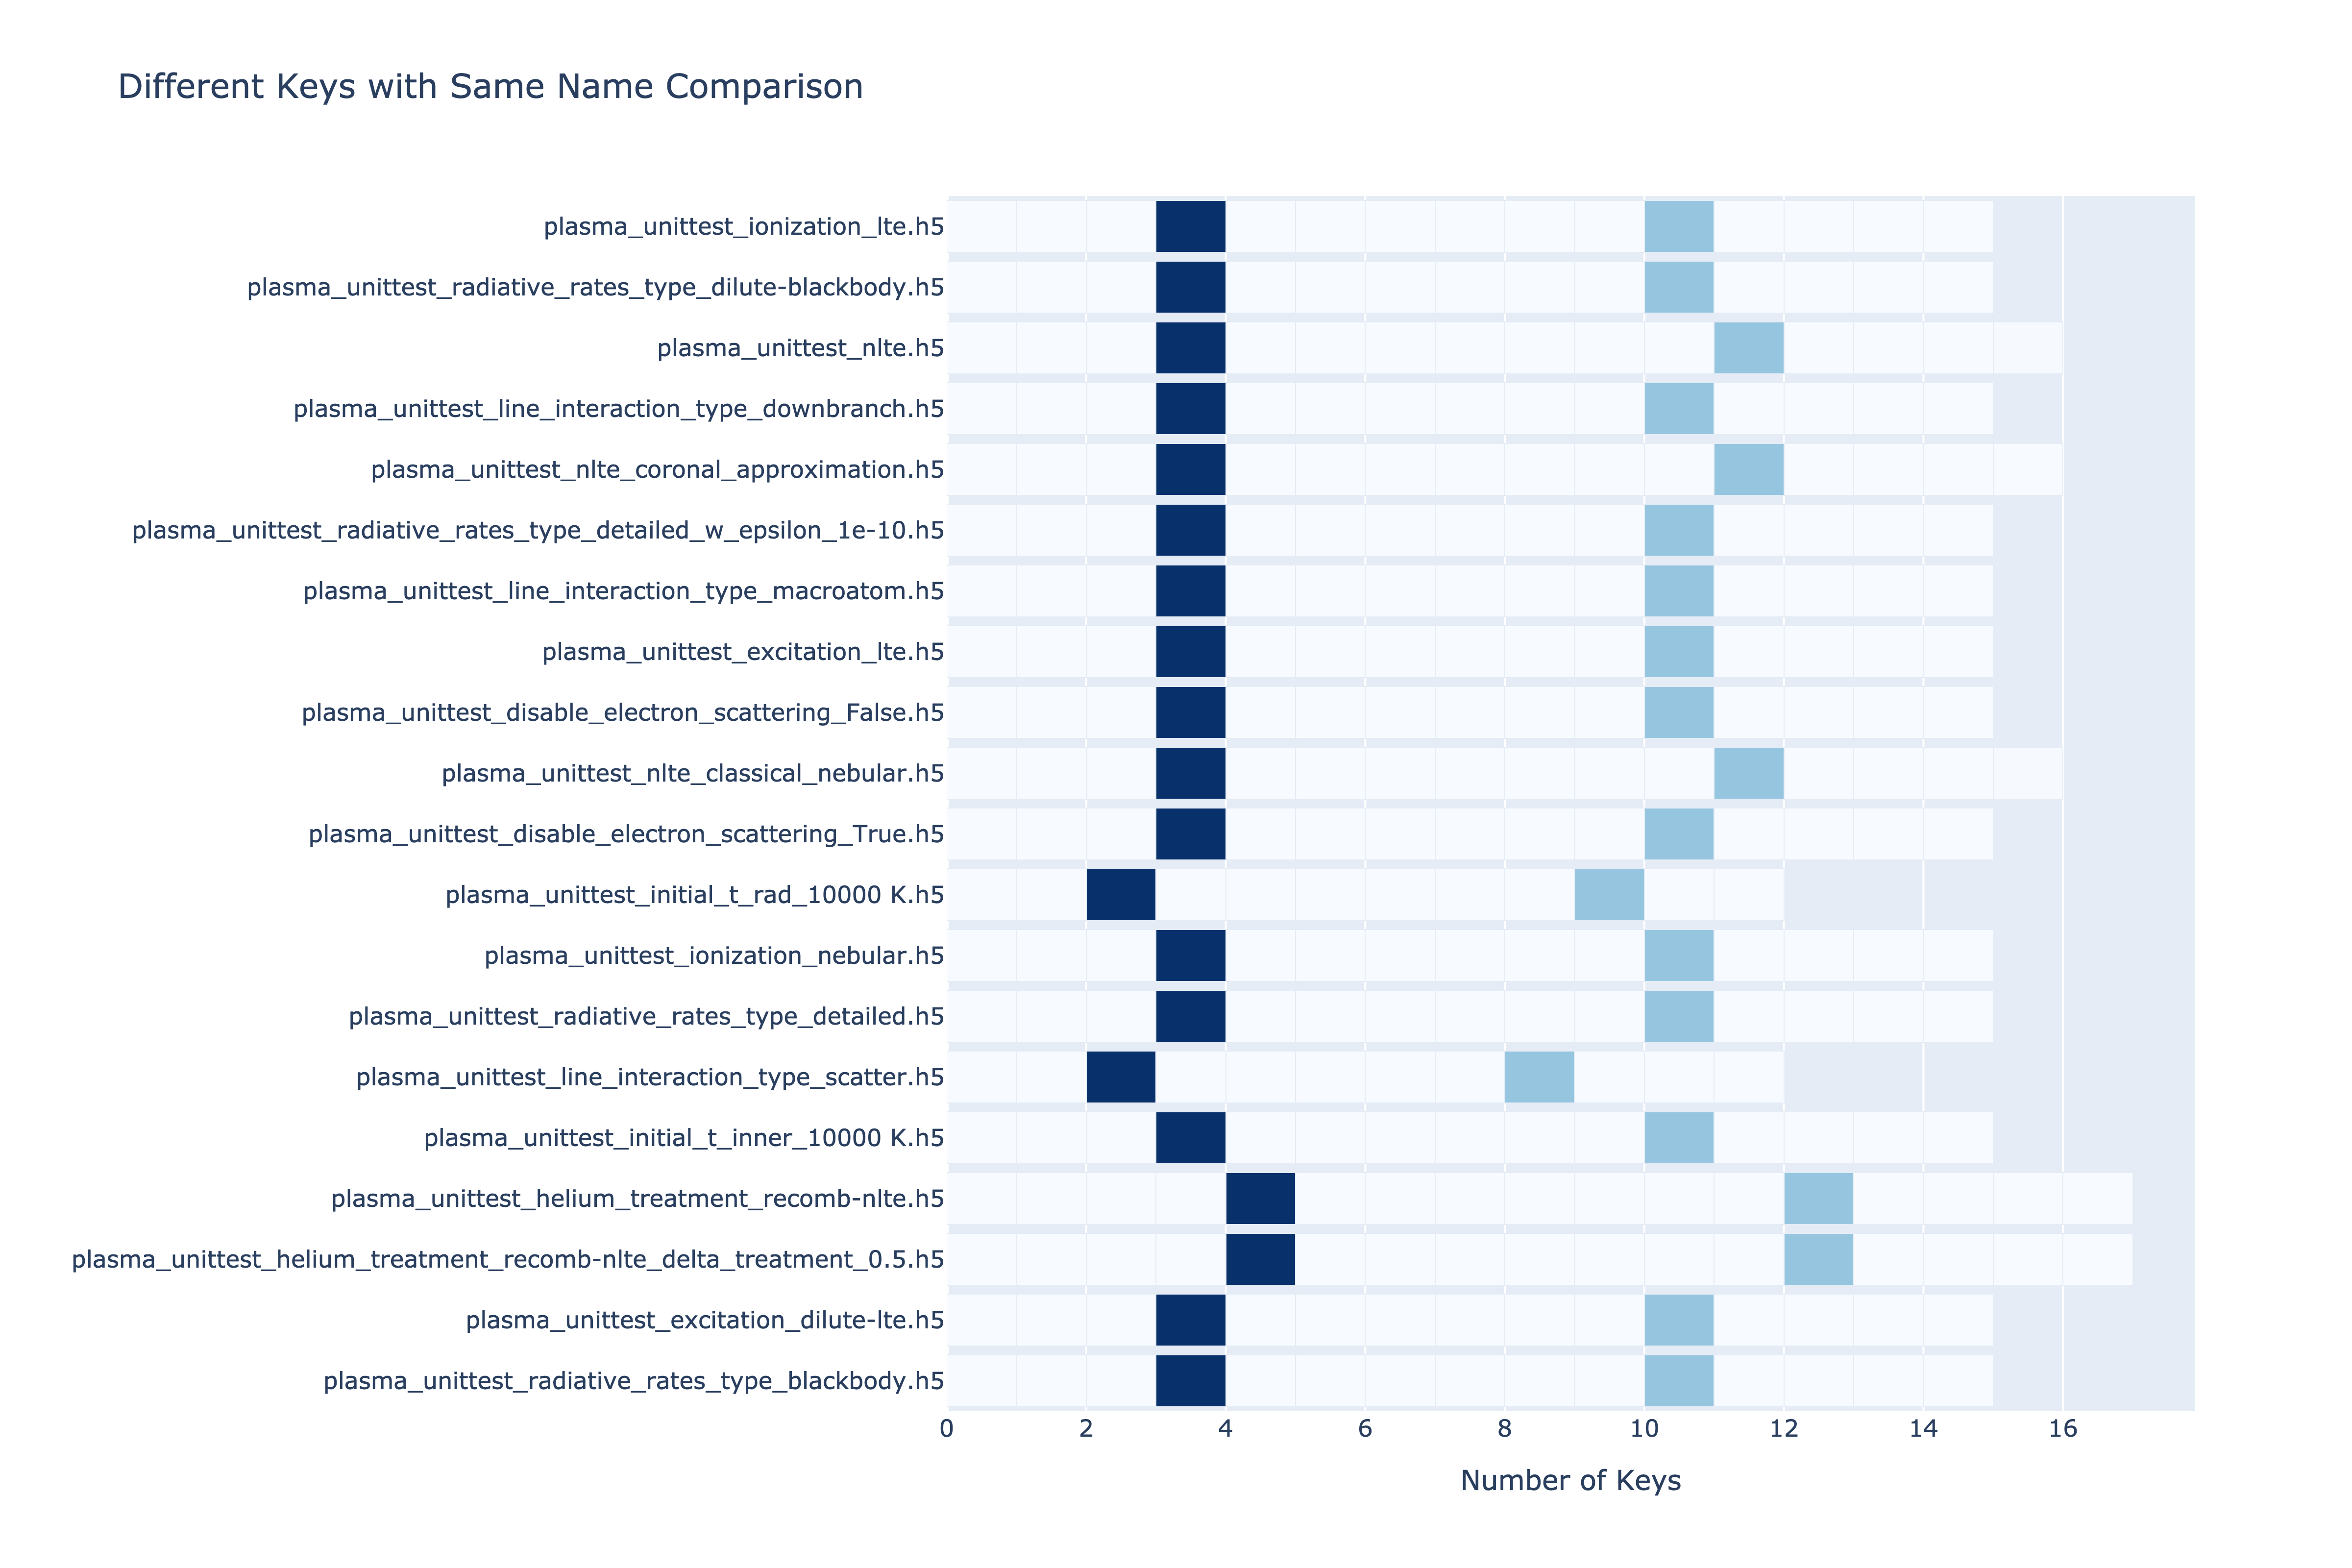 Different Keys with Same Name Comparison
plasma_unittest_ionization_lte.h5
plasma_unittest_radiative_rates_type_dilute-blackbody.h5
plasma_unittest_nlte.h5
plasma_unittest_line_interaction_type_downbranch.h5
plasma_unittest_nlte_coronal_approximation.h5
plasma_unittest_radiative_rates_type_detailed_w_epsilon_1e-10.h5
plasma_unittest_line_interaction_type_macroatom.h5
plasma_unittest_excitation_lte.h5
plasma_unittest_disable_electron_scattering_False.h5
plasma_unittest_nlte_classical_nebular.h5
plasma_unittest_disable_electron_scattering_True.h5
plasma_unittest_initial_t_rad_10000 K.h5
plasma_unittest_ionization_nebular.h5
plasma_unittest_radiative_rates_type_detailed.h5
plasma_unittest_line_interaction_type_scatter.h5
plasma_unittest_initial_t_inner_10000 K.h5
plasma_unittest_helium_treatment_recomb-nlte.h5
plasma_unittest_helium_treatment_recomb-nlte_delta_treatment_0.5.h5
plasma_unittest_excitation_dilute-lte.h5
plasma_unittest_radiative_rates_type_blackbody.h5
0 2 4 6 8 10 12 14 16
Number of Keys